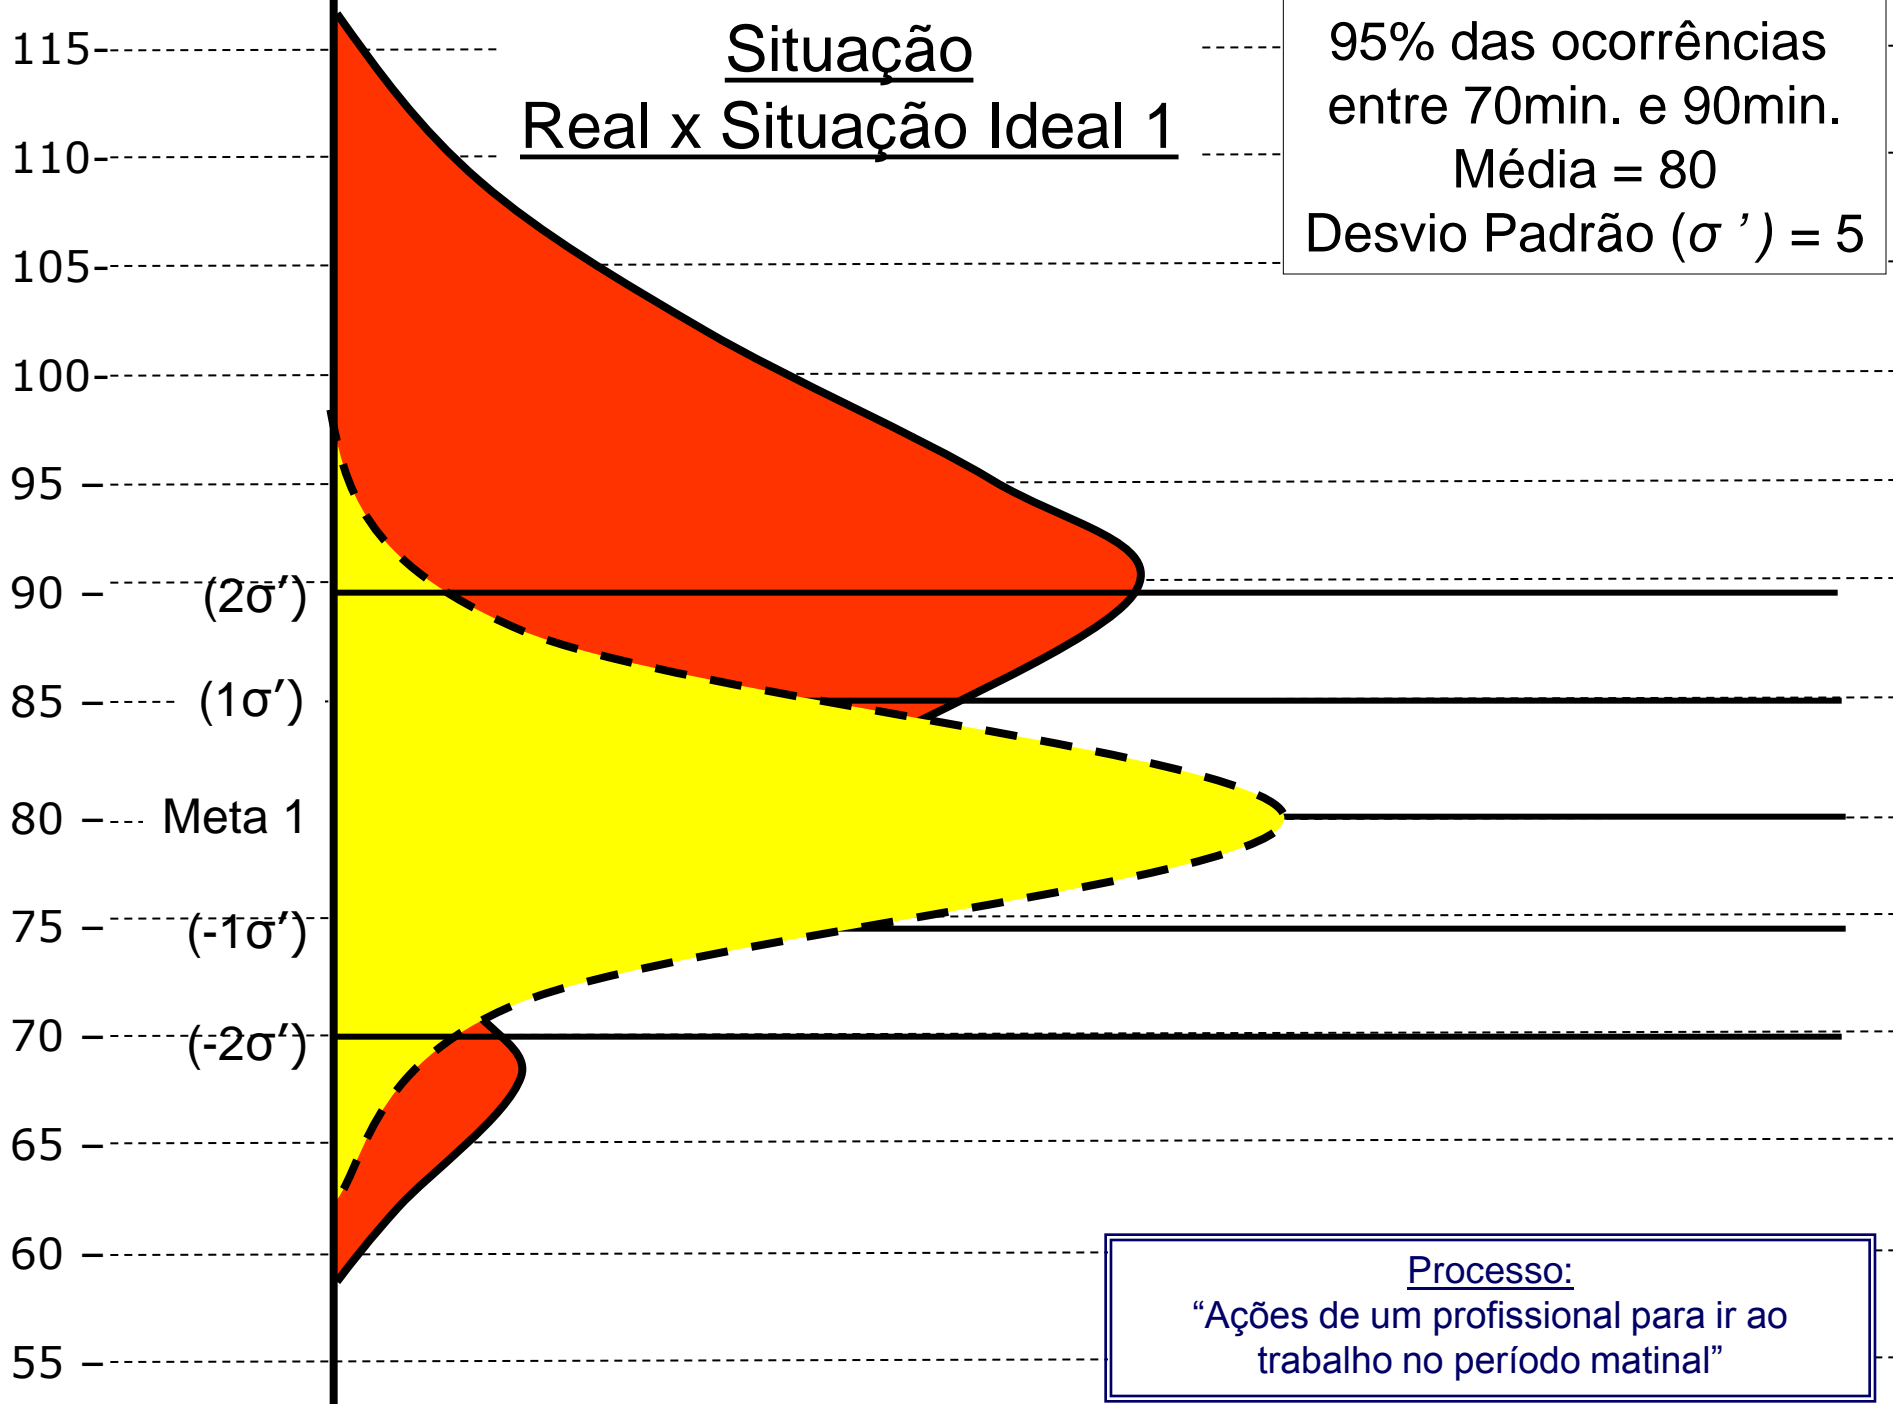 Situação
Real x Situação Ideal 1
95% das ocorrências
entre 70min. e 90min.
Média = 80
Desvio Padrão (σ ’) = 5
115-
110-
105-
100-
95 –
90 – (2σ′)
85 – (1σ′)
80 – Meta 1
75 – (-1σ′)
70 – (-2σ′)
65 –
60 –
55 –
Processo:
“Ações de um profissional para ir ao
trabalho no período matinal”